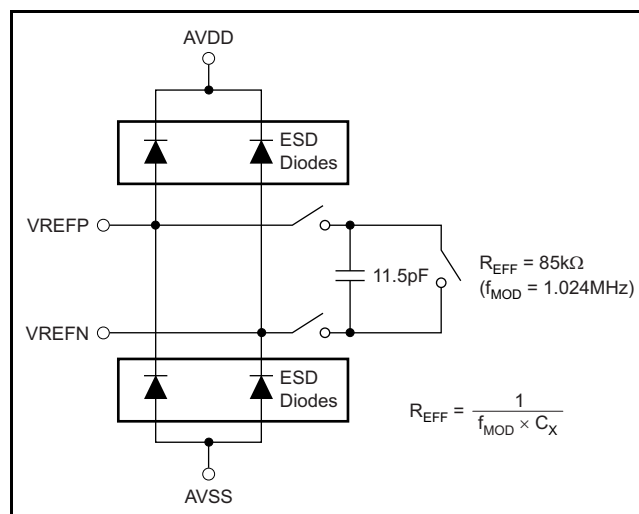 AVDD
ESD
Diodes
VREFP
11.5pF
R_EFF = 85kΩ
(f_MOD = 1.024MHz)
VREFN
ESD
Diodes
R_EFF = 1 / (f_MOD × C_X)
AVSS